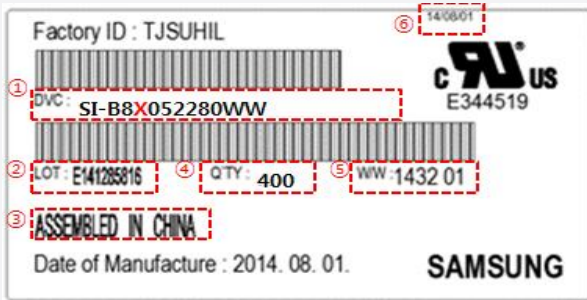 ⑥ 14/08/01
Factory ID : TJSUHIL
c RU US
E344519
① DVC : SI-B8X052280WW
② LOT : E141285816 ④ Q'TY : 400 ⑤ W/W : 1432 01
③ ASSEMBLED IN CHINA
Date of Manufacture : 2014. 08. 01.
SAMSUNG